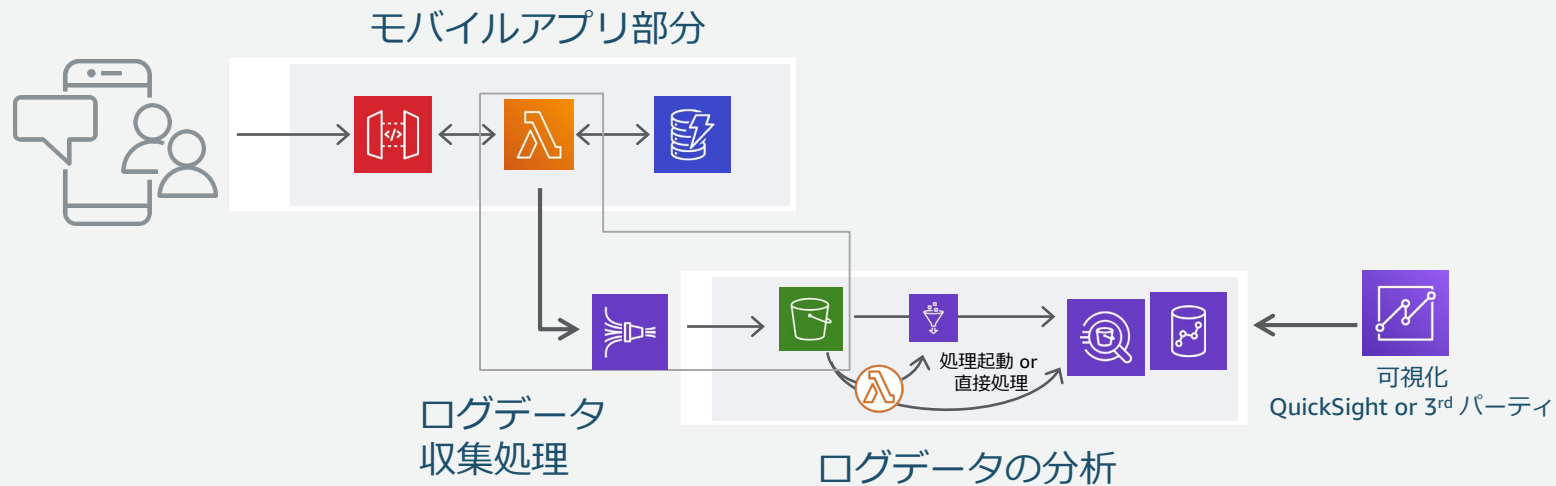 モバイルアプリ部分
処理起動 or
直接処理
可視化
QuickSight or 3rd パーティ
ログデータ
収集処理
ログデータの分析